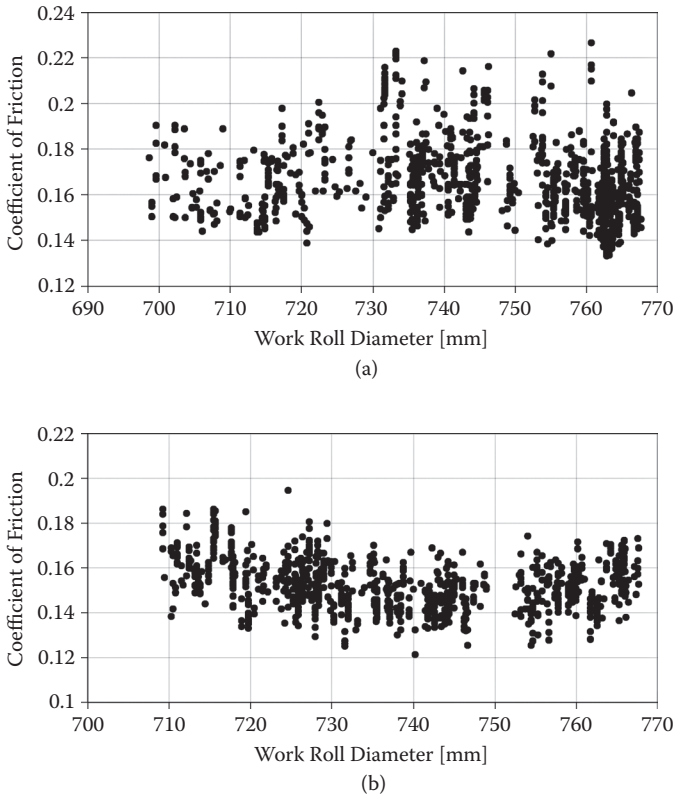 0.24
0.22
0.2
0.18
0.16
0.14
0.12
Coefficient of Friction
690 700 710 720 730 740 750 760 770
Work Roll Diameter [mm]
(a)
0.22
0.2
0.18
0.16
0.14
0.12
0.1
Coefficient of Friction
700 710 720 730 740 750 760 770
Work Roll Diameter [mm]
(b)